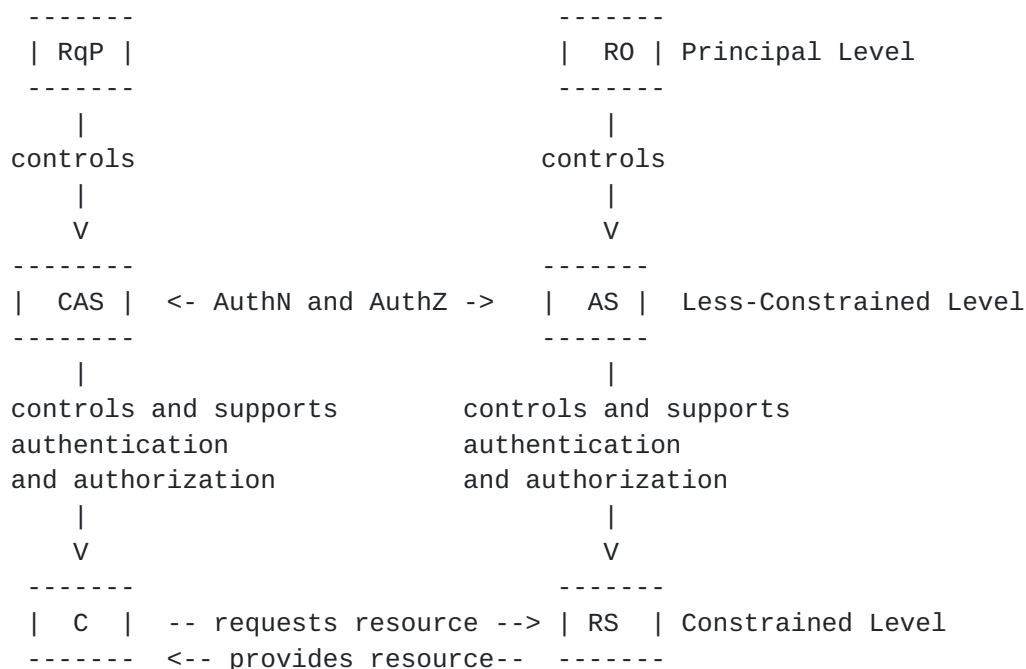 -------                        -------
 | RqP |                        |  RO | Principal Level
 -------                        -------
    |                              |
controls                       controls
    |                              |
    V                              V
--------                       -------
|  CAS |  <- AuthN and AuthZ ->   |  AS |  Less-Constrained Level
--------                       -------
    |                              |
controls and supports        controls and supports
authentication               authentication
and authorization            and authorization
    |                              |
    V                              V
 -------                        -------
 |  C  |  -- requests resource --> | RS  | Constrained Level
 -------  <-- provides resource--  -------